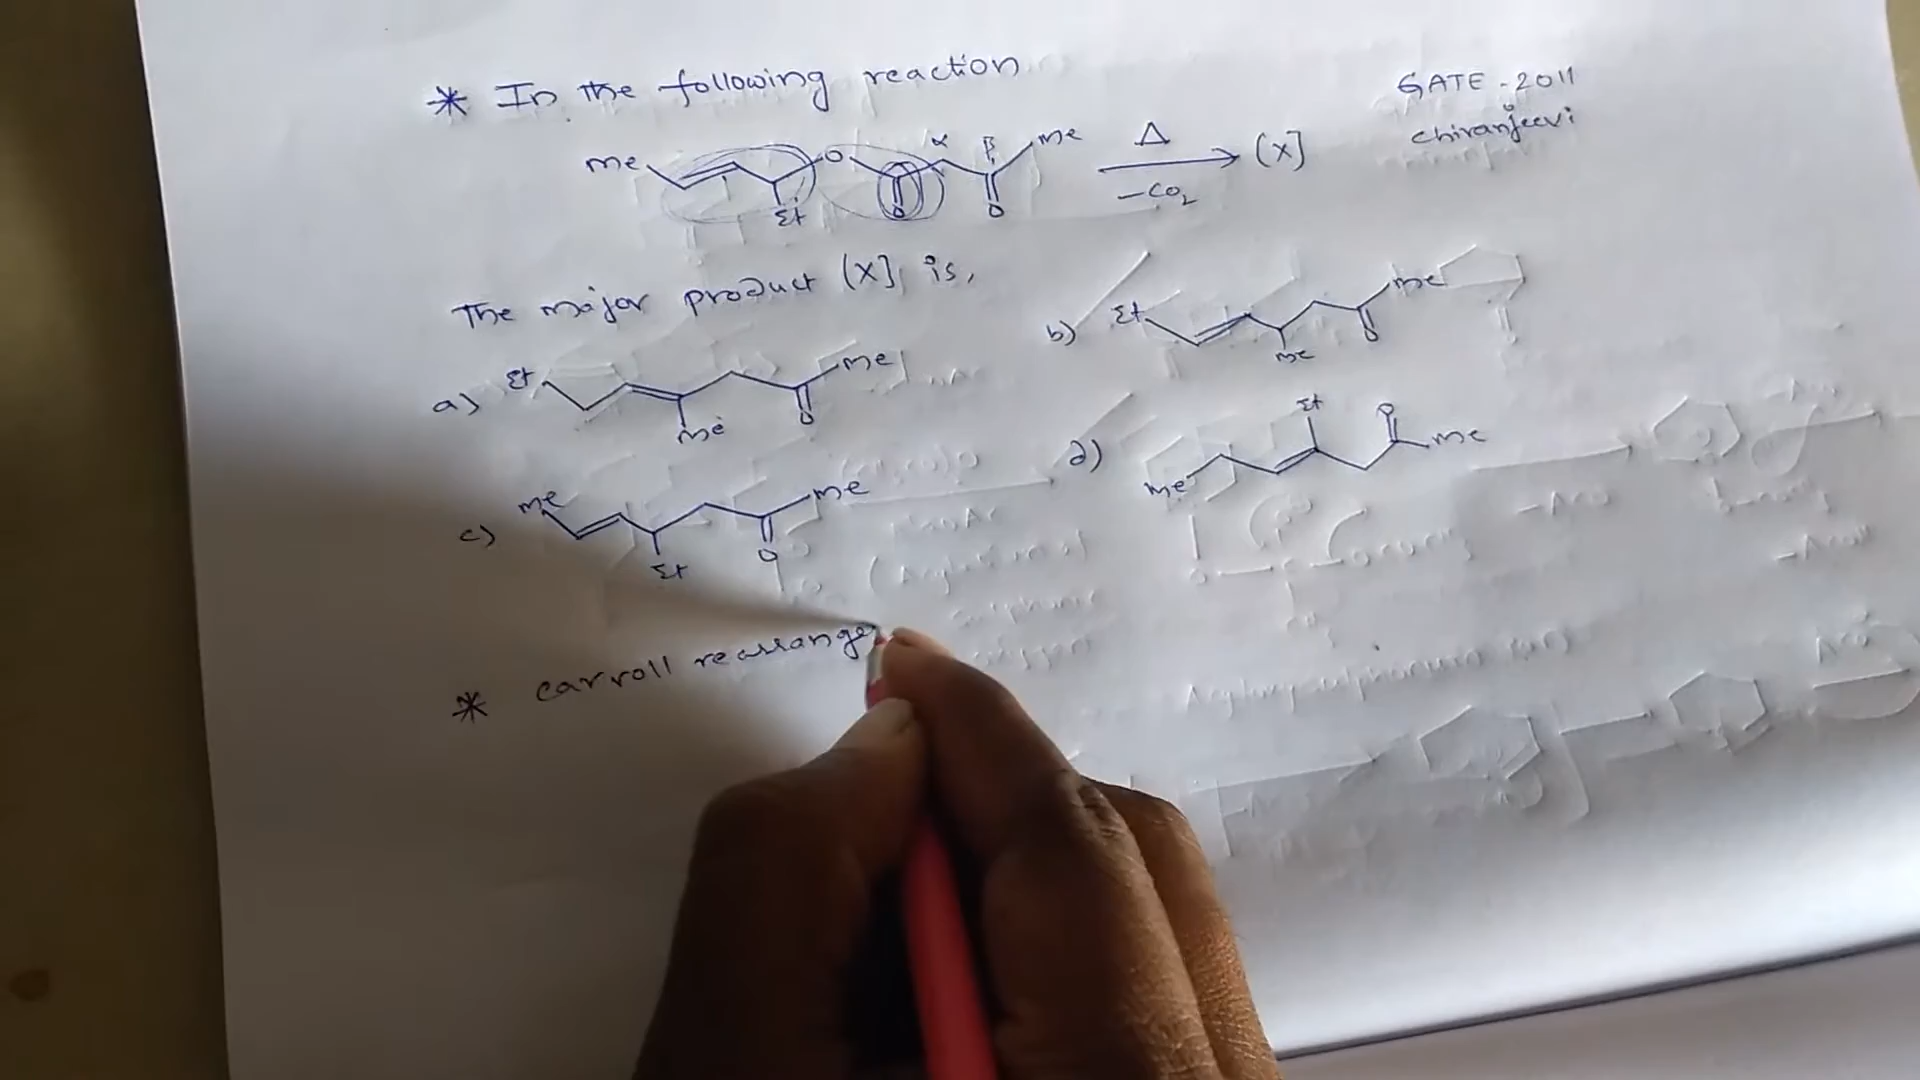 * In the following reaction
GATE - 2011
chiranjeevi
Me O α β Me Δ (X]
Et O O -CO2
The major product (X] is,
a) Et Me O Me
b) Et Me O Me
c) Me Et O Me
d) Me Et O Me
* carroll rearrange